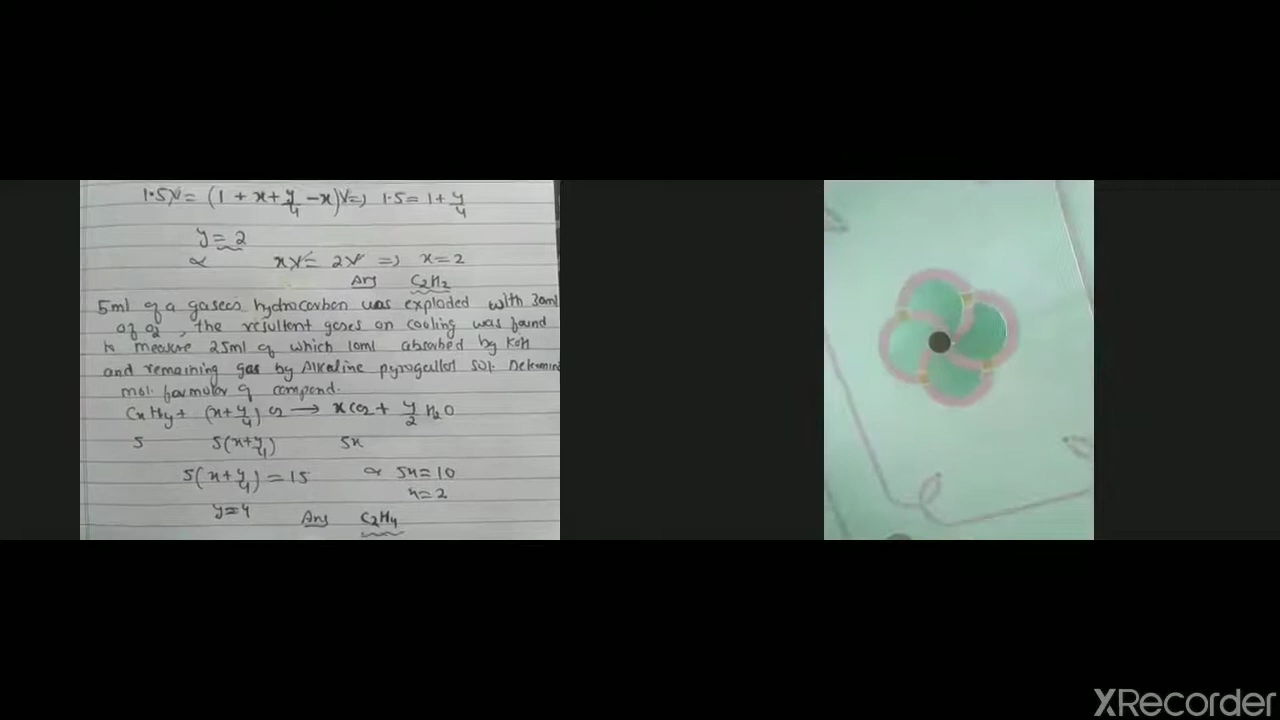 1.5V = (1 + x + y/4 - x)V => 1.5 = 1 + y/4
y = 2
xV = 2V => x = 2
Ans C2H2
5ml of a gaseous hydrocarbon was exploded with 30ml
of O2, the resultent gases on cooling was found
to measure 25ml of which 10ml absorbed by KOH
and remaining gas by Alkaline pyrogallol sol. Determine
mol. formular of compond.
CxHy + (x+y/4) O2 → xCO2 + y/2 H2O
5 5(x+y/4) 5x
5(x+y/4) = 15 5x = 10
x = 2
y = 4 Ans C2H4
XRecorder